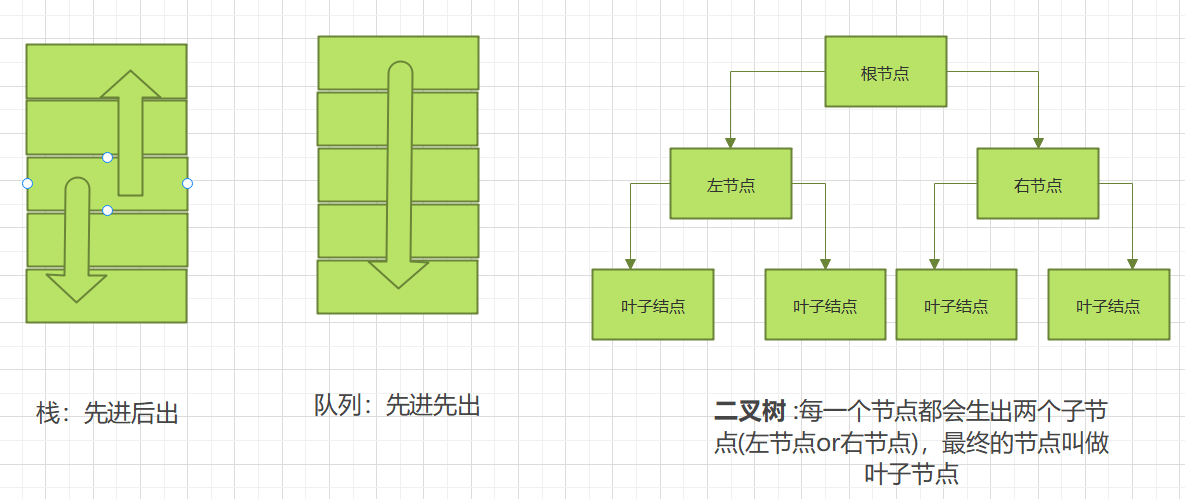 根节点
左节点
右节点
叶子结点
叶子结点
叶子结点
叶子结点
栈：先进后出
队列：先进先出
二叉树 :每一个节点都会生出两个子节
点(左节点or右节点)，最终的节点叫做
叶子节点